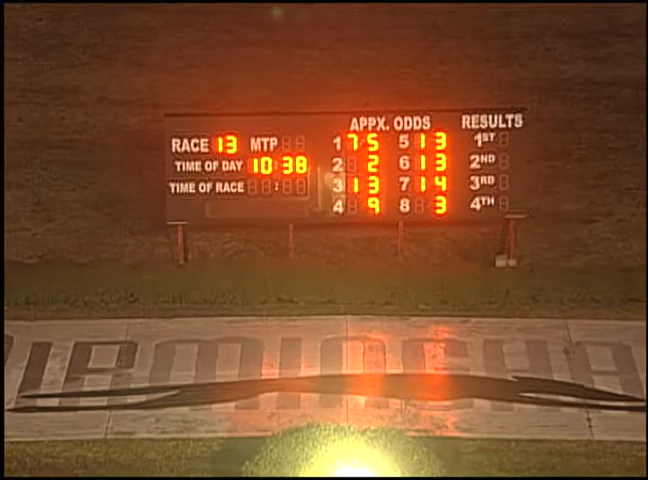 APPX. ODDS RESULTS
RACE 13 MTP 1 7 5 5 13 1ST
TIME OF DAY 10:38 2 2 6 13 2ND
TIME OF RACE 3 13 7 14 3RD
4 9 8 3 4TH
BIRMINGHA